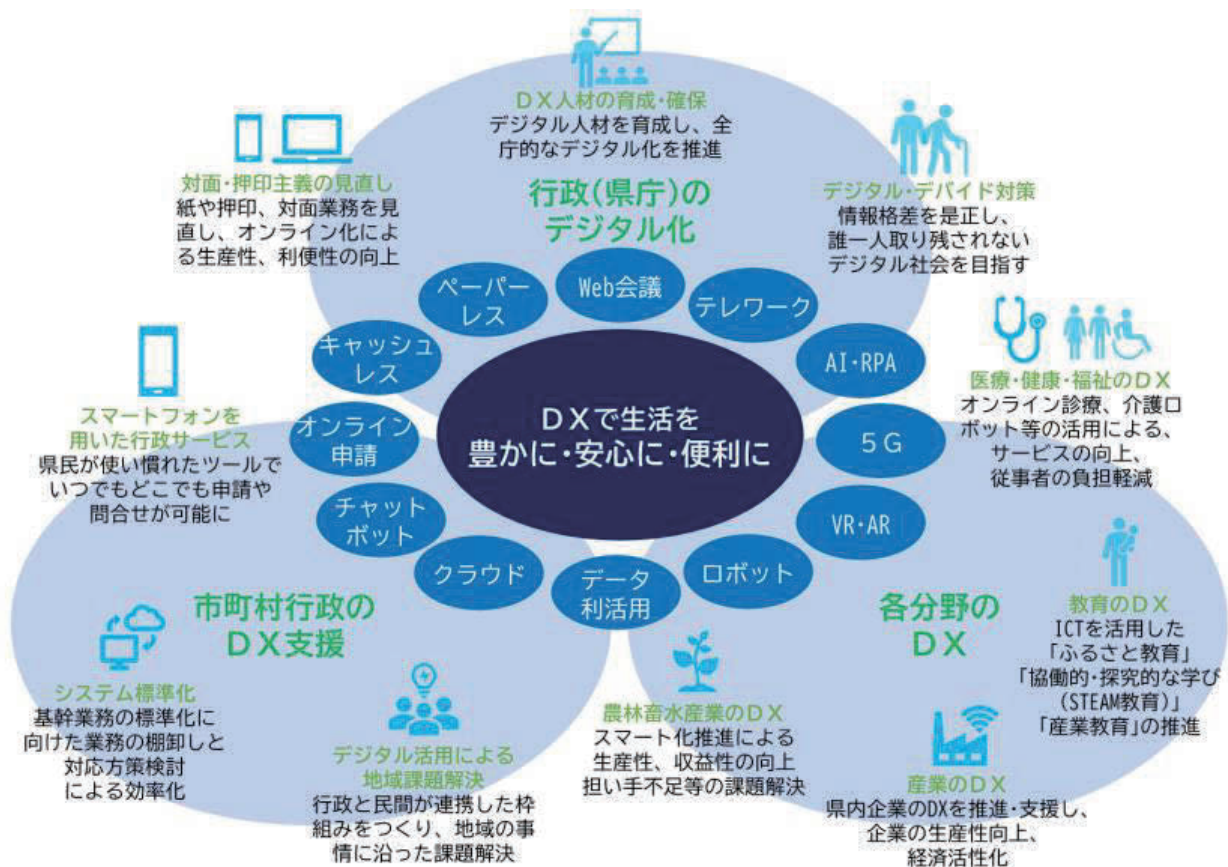 DX人材の育成・確保
デジタル人材を育成し、全
庁的なデジタル化を推進
対面・押印主義の見直し
紙や押印、対面業務を見
直し、オンライン化によ
る生産性、利便性の向上
行政(県庁)の
デジタル化
デジタル・デバイド対策
情報格差を是正し、
誰一人取り残されない
デジタル社会を目指す
ペーパー
レス
Web会議
テレワーク
キャッシュ
レス
AI・RPA
スマートフォンを
用いた行政サービス
県民が使い慣れたツールで
いつでもどこでも申請や
問合せが可能に
オンライン
申請
DXで生活を
豊かに・安心に・便利に
5G
医療・健康・福祉のDX
オンライン診療、介護ロ
ボット等の活用による、
サービスの向上、
従事者の負担軽減
チャット
ボット
VR・AR
クラウド
データ
利活用
ロボット
市町村行政の
DX支援
システム標準化
基幹業務の標準化に
向けた業務の棚卸しと
対応方策検討
による効率化
デジタル活用による
地域課題解決
行政と民間が連携した枠
組みをつくり、地域の事
情に沿った課題解決
各分野の
DX
農林畜水産業のDX
スマート化推進による
生産性、収益性の向上
担い手不足等の課題解決
教育のDX
ICTを活用した
「ふるさと教育」
「協働的・探究的な学び
(STEAM教育)」
「産業教育」の推進
産業のDX
県内企業のDXを推進・支援し、
企業の生産性向上、
経済活性化